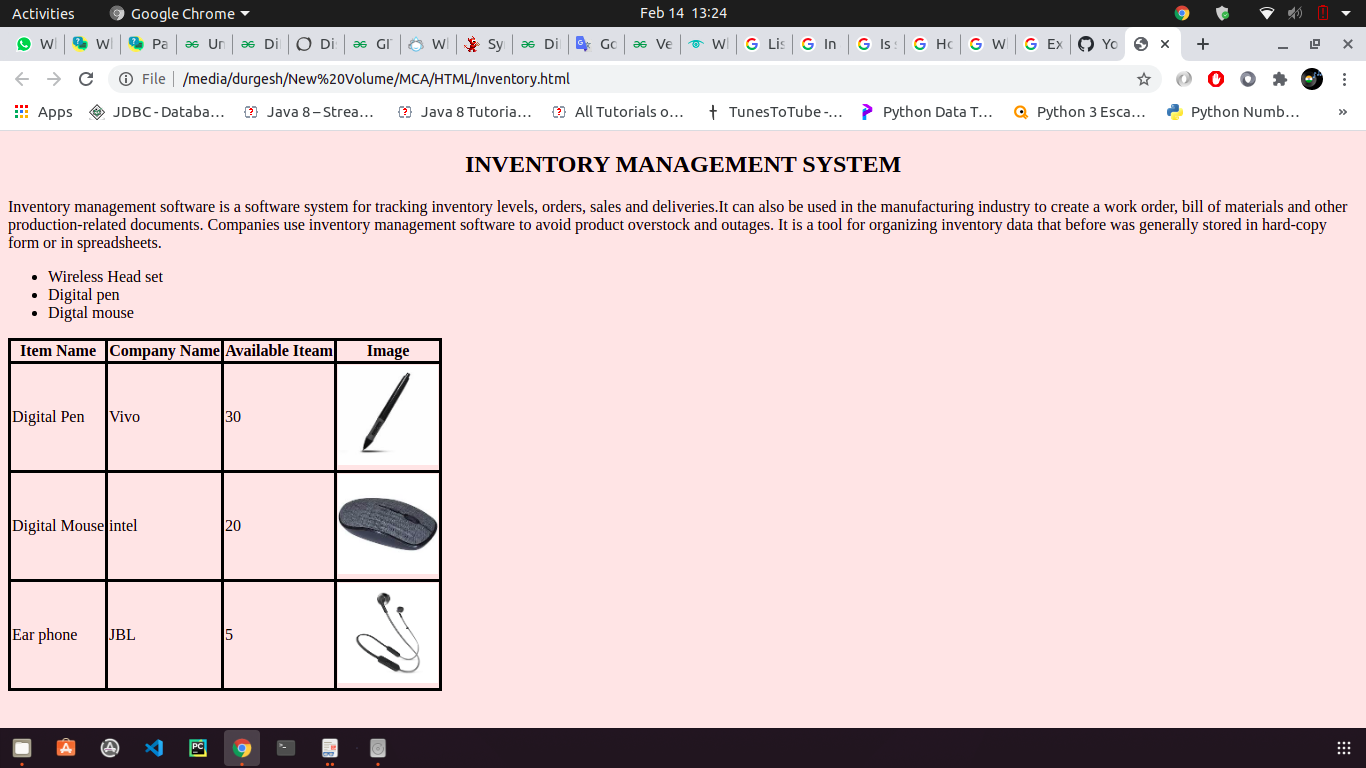 Activities Google Chrome Feb 14 13:24
Wl Wl Pa Un Di Di GI Wl Sy Di Go Ve Wl Lis In Is s Ho W Ex Yo
File /media/durgesh/New%20Volume/MCA/HTML/Inventory.html
Apps JDBC - Databa… Java 8 – Strea… Java 8 Tutoria… All Tutorials o… TunesToTube -… Python Data T… Python 3 Esca… Python Numb… »
INVENTORY MANAGEMENT SYSTEM
Inventory management software is a software system for tracking inventory levels, orders, sales and deliveries.It can also be used in the manufacturing industry to create a work order, bill of materials and other
production-related documents. Companies use inventory management software to avoid product overstock and outages. It is a tool for organizing inventory data that before was generally stored in hard-copy
form or in spreadsheets.
• Wireless Head set
• Digital pen
• Digtal mouse
Item Name Company Name Available Iteam Image
Digital Pen Vivo 30
Digital Mouse intel 20
Ear phone JBL 5